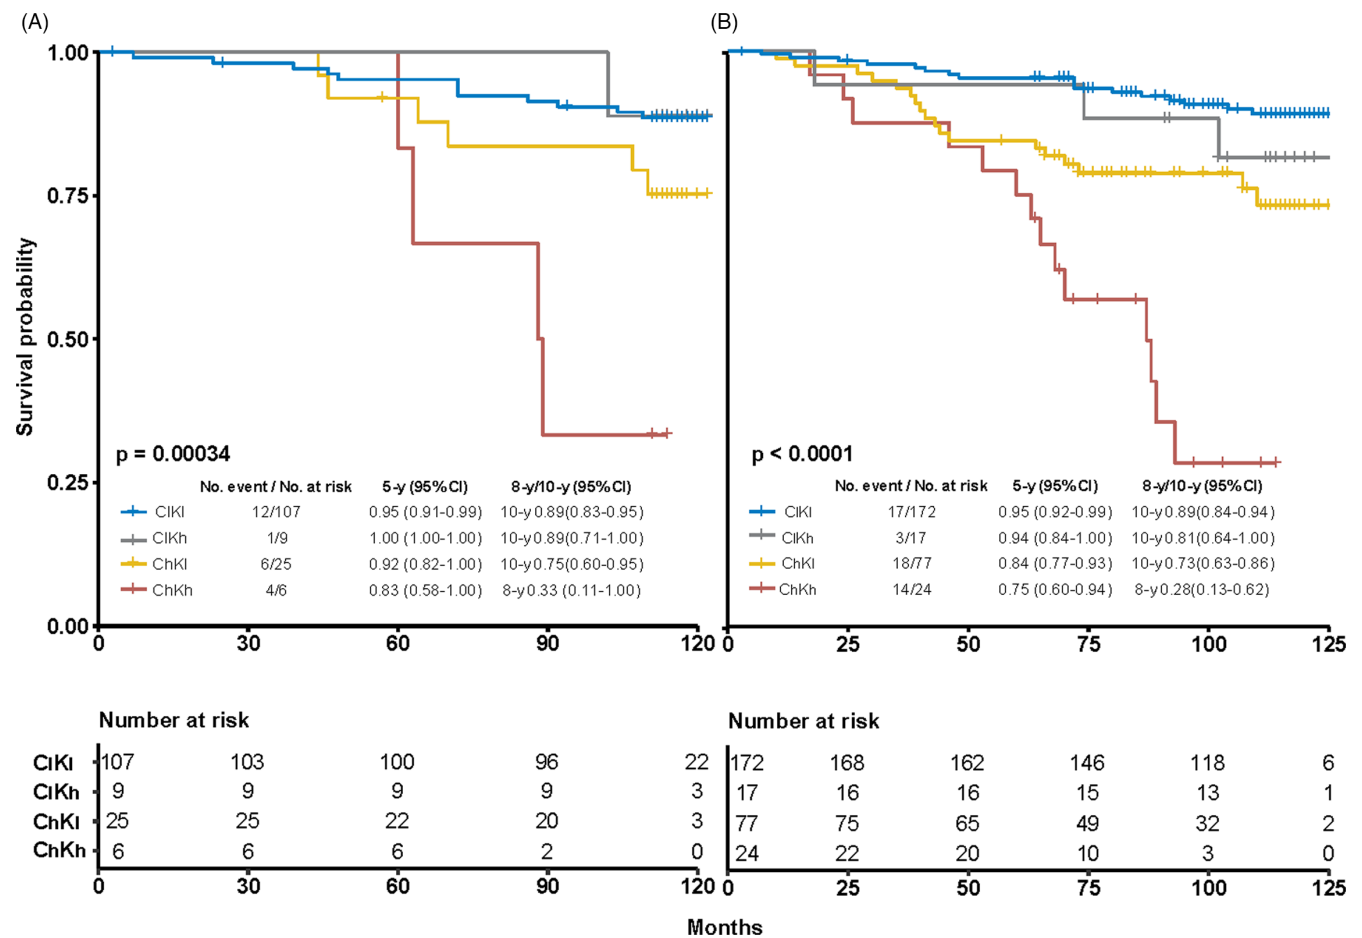 (A)
(B)
Survival probability
1.00
0.75
0.50
0.25
0.00
p = 0.00034
No. event / No. at risk 5-y (95%CI) 8-y/10-y (95%CI)
ClKl 12/107 0.95 (0.91-0.99) 10-y 0.89(0.83-0.95)
ClKh 1/9 1.00 (1.00-1.00) 10-y 0.89(0.71-1.00)
ChKl 6/25 0.92 (0.82-1.00) 10-y 0.75(0.60-0.95)
ChKh 4/6 0.83 (0.58-1.00) 8-y 0.33 (0.11-1.00)
0 30 60 90 120
p < 0.0001
No. event / No. at risk 5-y (95%CI) 8-y/10-y (95%CI)
ClKl 17/172 0.95 (0.92-0.99) 10-y 0.89(0.84-0.94)
ClKh 3/17 0.94 (0.84-1.00) 10-y 0.81(0.64-1.00)
ChKl 18/77 0.84 (0.77-0.93) 10-y 0.73(0.63-0.86)
ChKh 14/24 0.75 (0.60-0.94) 8-y 0.28(0.13-0.62)
0 25 50 75 100 125
Number at risk
ClKl 107 103 100 96 22
ClKh 9 9 9 9 3
ChKl 25 25 22 20 3
ChKh 6 6 6 2 0
0 30 60 90 120
Number at risk
172 168 162 146 118 6
17 16 16 15 13 1
77 75 65 49 32 2
24 22 20 10 3 0
0 25 50 75 100 125
Months